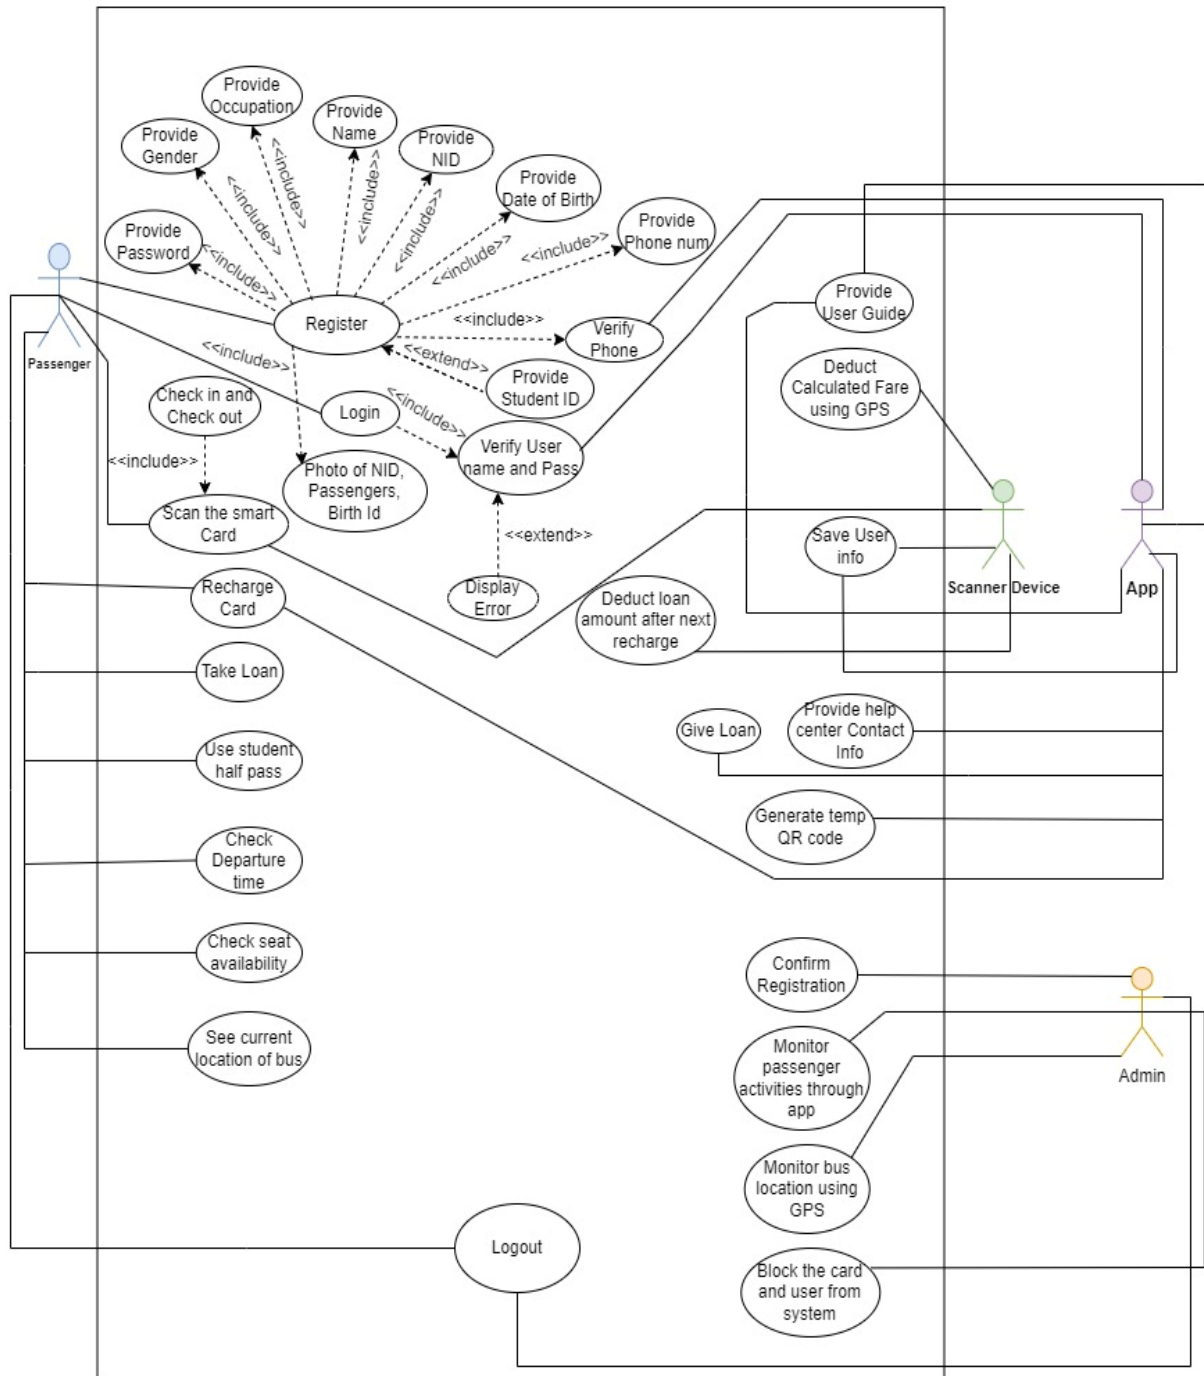 Provide
Occupation
Provide
Name
Provide
Gender
Provide
NID
Provide
Date of Birth
Provide
Phone num
Provide
Password
<<include>>
<<include>>
<<include>>
<<include>>
<<include>>
<<include>>
<<include>>
Provide
User Guide
Register
<<include>>
Verify
Phone
<<include>>
<<extend>>
Passenger
Provide
Student ID
Deduct
Calculated Fare
using GPS
Check in and
Check out
Login
<<include>>
Verify User
name and Pass
<<include>>
Photo of NID,
Passengers,
Birth Id
Scan the smart
Card
<<extend>>
Save User
info
Scanner Device
App
Recharge
Card
Display
Error
Deduct loan
amount after next
recharge
Take Loan
Give Loan
Provide help
center Contact
Info
Use student
half pass
Generate temp
QR code
Check
Departure
time
Check seat
availability
Confirm
Registration
See current
location of bus
Monitor
passenger
activities through
app
Admin
Monitor bus
location using
GPS
Logout
Block the card
and user from
system